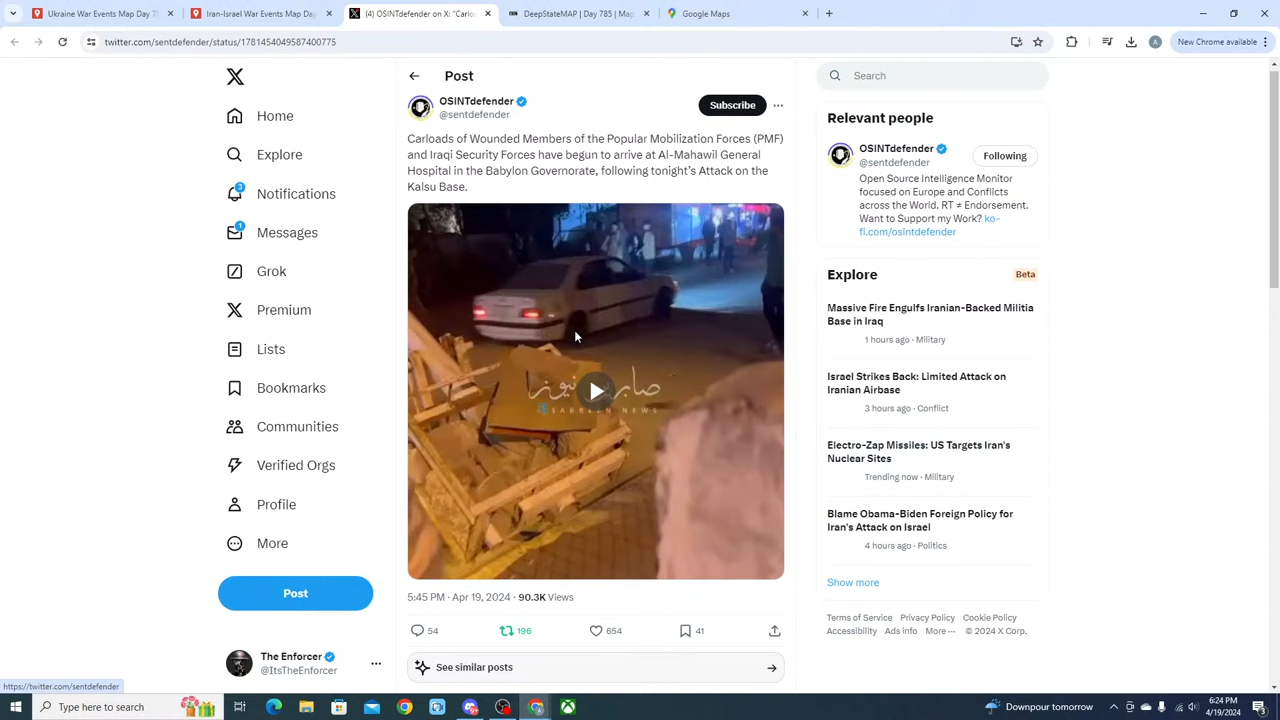 Ukraine War Events Map Day 7
Iran-Israel War Events Map Day
(4) OSINTdefender on X: "Carlo
DeepStateMAP | Day 785 | Map
Google Maps
twitter.com/sentdefender/status/1781454049587400775
A
New Chrome available
Post
Search
OSINTdefender
@sentdefender
Subscribe
Carloads of Wounded Members of the Popular Mobilization Forces (PMF)
and Iraqi Security Forces have begun to arrive at Al-Mahawil General
Hospital in the Babylon Governorate, following tonight's Attack on the
Kalsu Base.
صابرين نيوز
SABREEN NEWS
5:45 PM · Apr 19, 2024 · 90.3K Views
54
196
654
41
See similar posts
Home
Explore
3
Notifications
1
Messages
Grok
Premium
Lists
Bookmarks
Communities
Verified Orgs
Profile
More
Post
The Enforcer
@ItsTheEnforcer
https://twitter.com/sentdefender
Relevant people
OSINTdefender
@sentdefender
Following
Open Source Intelligence Monitor
focused on Europe and Conflicts
across the World. RT ≠ Endorsement.
Want to Support my Work? ko-
fi.com/osintdefender
Explore
Beta
Massive Fire Engulfs Iranian-Backed Militia
Base in Iraq
1 hours ago · Military
Israel Strikes Back: Limited Attack on
Iranian Airbase
3 hours ago · Conflict
Electro-Zap Missiles: US Targets Iran's
Nuclear Sites
Trending now · Military
Blame Obama-Biden Foreign Policy for
Iran's Attack on Israel
4 hours ago · Politics
Show more
Terms of Service Privacy Policy Cookie Policy
Accessibility Ads info More ··· © 2024 X Corp.
Type here to search
Downpour tomorrow
6:24 PM
4/19/2024